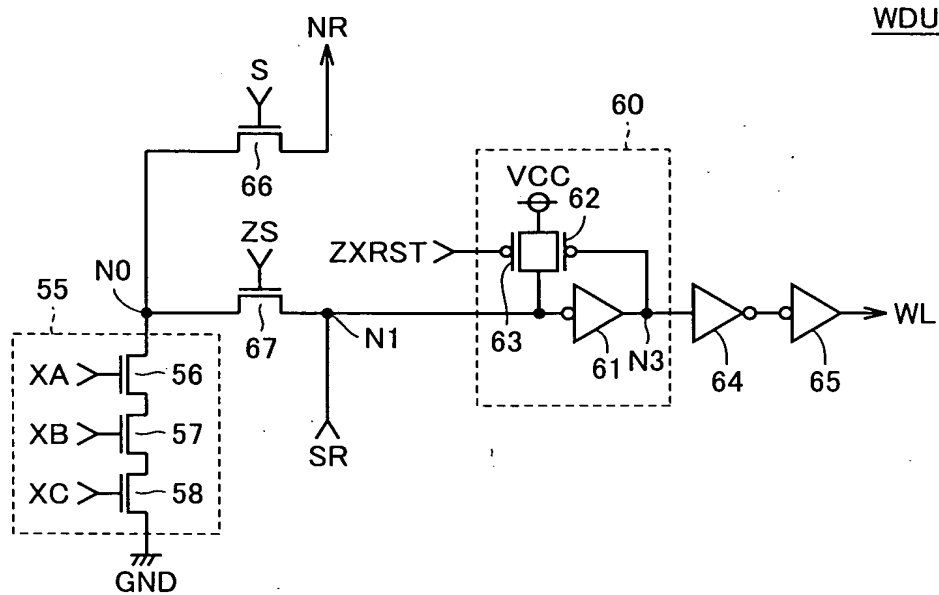 WDU
NR
S
66
60
VCC
62
ZS
ZXRST
N0
55
67
N1
63
61
N3
64
65
WL
XA
56
XB
57
SR
XC
58
GND